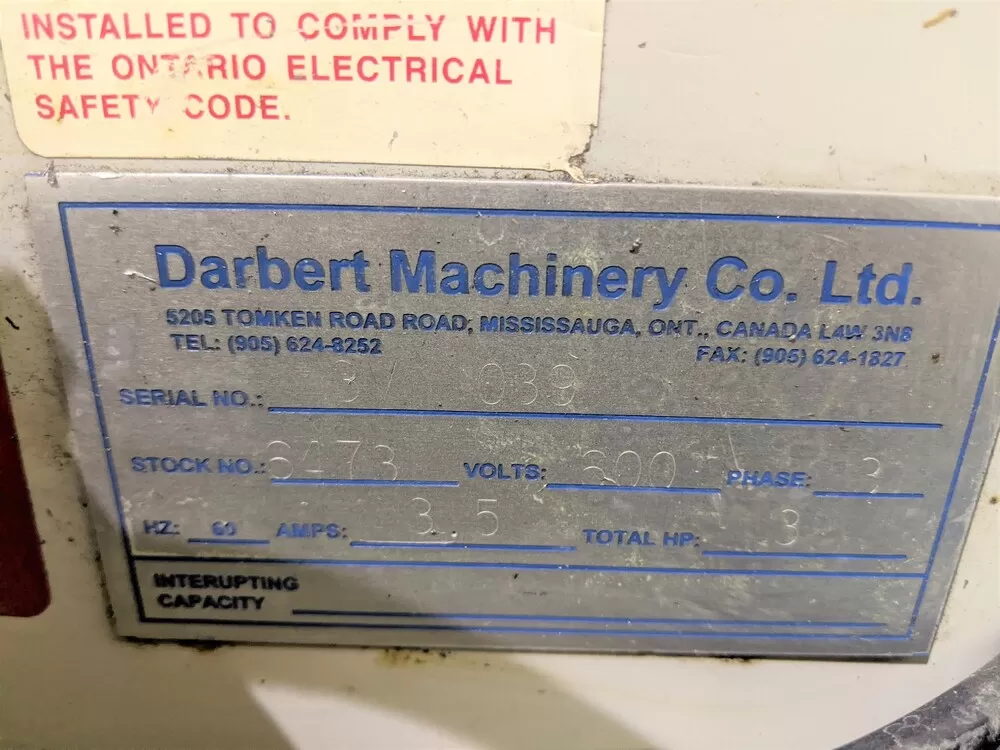 INSTALLED TO COMPLY WITH
THE ONTARIO ELECTRICAL
SAFETY CODE.
Darbert Machinery Co. Ltd.
5205 TOMKEN ROAD ROAD, MISSISSAUGA, ONT., CANADA L4W 3N8
TEL: (905) 624-8252 FAX: (905) 624-1827
SERIAL NO.: 039
STOCK NO.: 6473 VOLTS: 600 PHASE: 3
HZ: 60 AMPS: 3.5 TOTAL HP: 3
INTERUPTING
CAPACITY